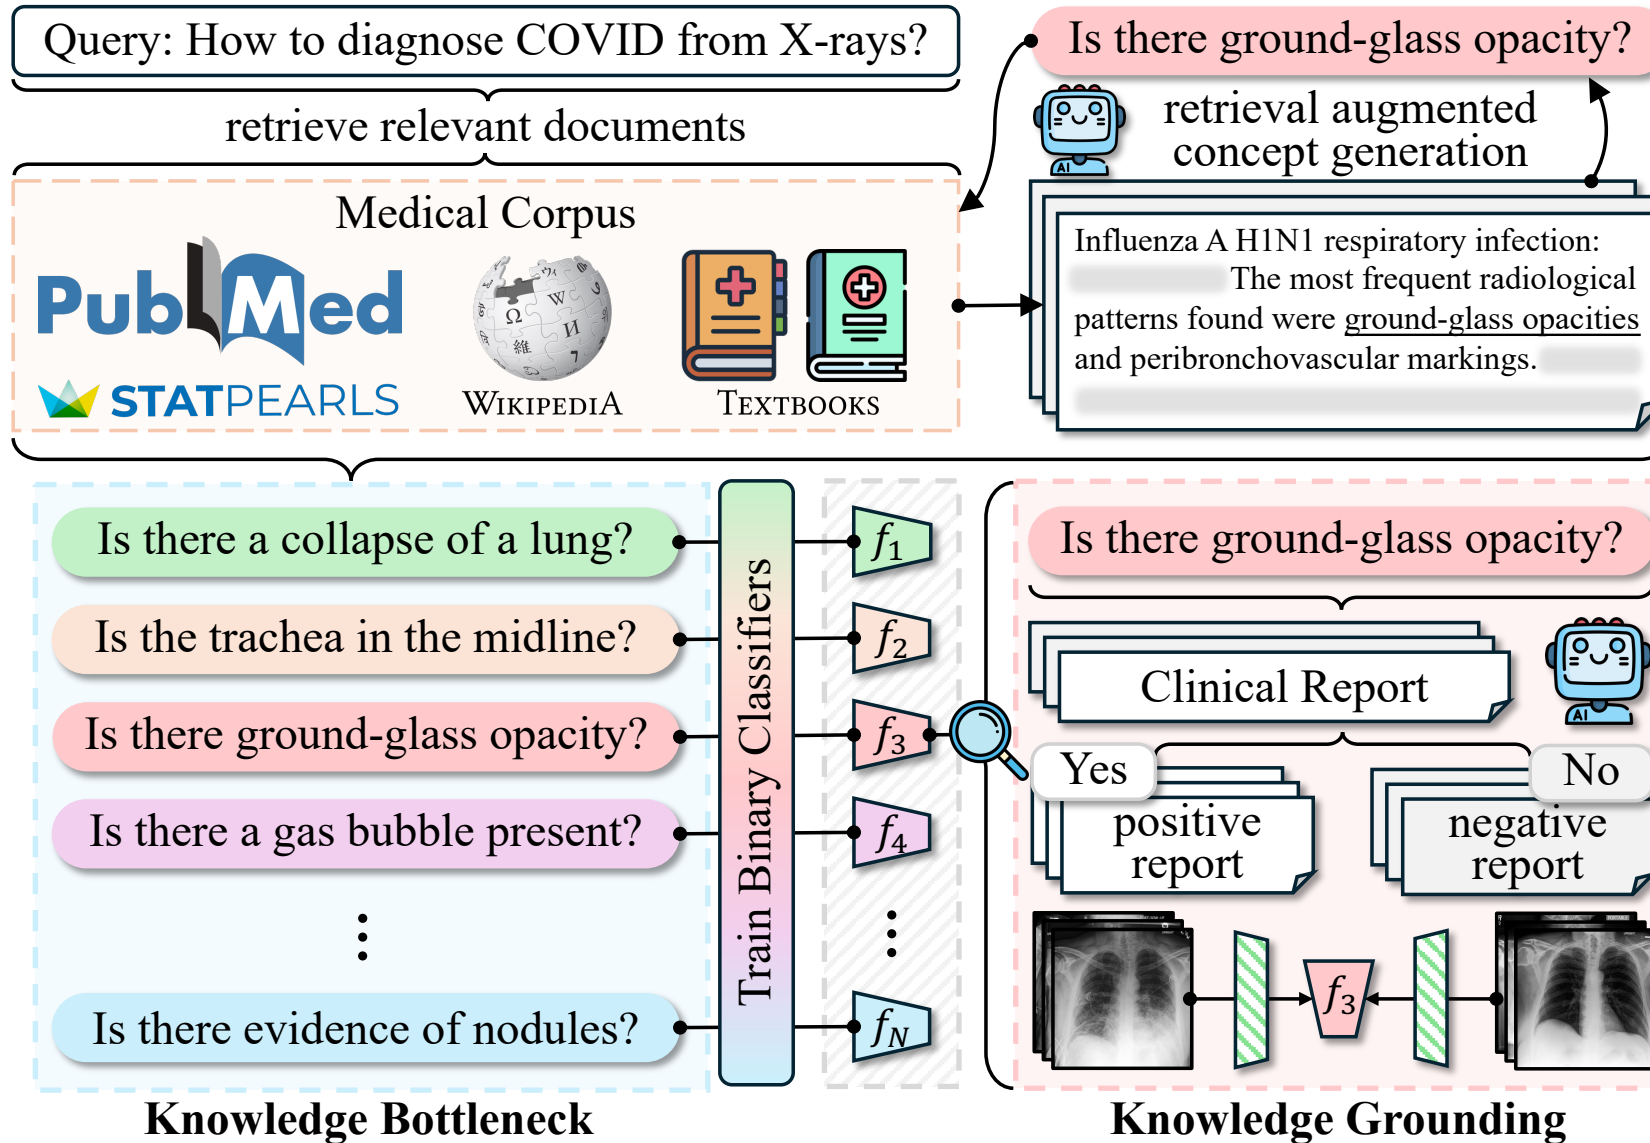 Query: How to diagnose COVID from X-rays?
retrieve relevant documents
Medical Corpus
PubMed
STATPEARLS
WIKIPEDIA
TEXTBOOKS
Is there ground-glass opacity?
retrieval augmented
concept generation
AI
Influenza A H1N1 respiratory infection:
The most frequent radiological
patterns found were ground-glass opacities
and peribronchovascular markings.
Is there a collapse of a lung?
Is the trachea in the midline?
Is there ground-glass opacity?
Is there a gas bubble present?
⋮
Is there evidence of nodules?
Train Binary Classifiers
f1
f2
f3
f4
⋮
fN
Knowledge Bottleneck
Is there ground-glass opacity?
Clinical Report
AI
Yes
positive
report
No
negative
report
f3
Knowledge Grounding